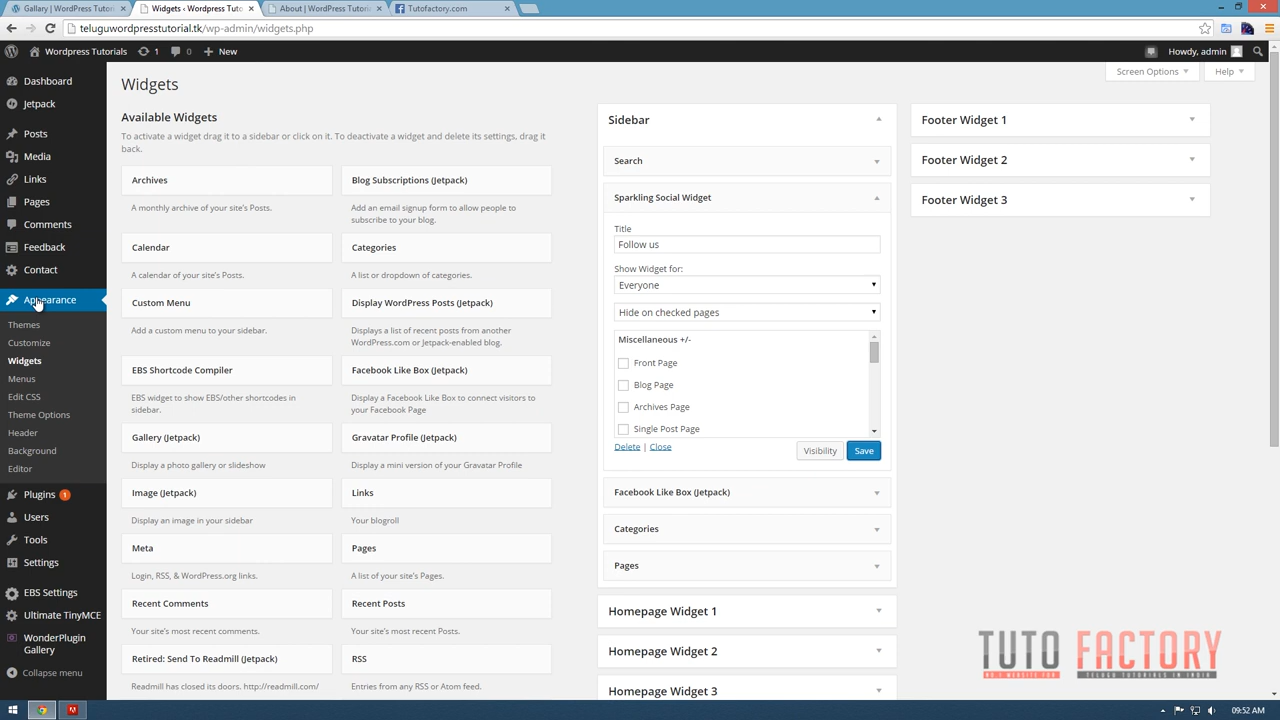 Gallary | WordPress Tutori
Widgets ‹ Wordpress Tuto
About | WordPress Tutori
Tutofactory.com
teluguwordpresstutorial.tk/wp-admin/widgets.php
WordPress Tutorials
1
0
New
Howdy, admin
Screen Options
Help
Dashboard
Jetpack
Posts
Media
Links
Pages
Comments
Feedback
Contact
Appearance
Themes
Customize
Widgets
Menus
Edit CSS
Theme Options
Header
Background
Editor
Plugins 1
Users
Tools
Settings
EBS Settings
Ultimate TinyMCE
WonderPlugin
Gallery
Collapse menu
Widgets
Available Widgets
To activate a widget drag it to a sidebar or click on it. To deactivate a widget and delete its settings, drag it
back.
Archives
A monthly archive of your site's Posts.
Blog Subscriptions (Jetpack)
Add an email signup form to allow people to
subscribe to your blog.
Calendar
A calendar of your site's Posts.
Categories
A list or dropdown of categories.
Custom Menu
Add a custom menu to your sidebar.
Display WordPress Posts (Jetpack)
Displays a list of recent posts from another
WordPress.com or Jetpack-enabled blog.
EBS Shortcode Compiler
EBS widget to show EBS/other shortcodes in
sidebar.
Facebook Like Box (Jetpack)
Display a Facebook Like Box to connect visitors to
your Facebook Page
Gallery (Jetpack)
Display a photo gallery or slideshow
Gravatar Profile (Jetpack)
Display a mini version of your Gravatar Profile
Image (Jetpack)
Display an image in your sidebar
Links
Your blogroll
Meta
Login, RSS, & WordPress.org links.
Pages
A list of your site's Pages.
Recent Comments
Your site's most recent comments.
Recent Posts
Your site's most recent Posts.
Retired: Send To Readmill (Jetpack)
Readmill has closed its doors. http://readmill.com/
RSS
Entries from any RSS or Atom feed.
Sidebar
Search
Sparkling Social Widget
Title
Follow us
Show Widget for:
Everyone
Hide on checked pages
Miscellaneous +/-
Front Page
Blog Page
Archives Page
Single Post Page
Delete | Close
Visibility
Save
Facebook Like Box (Jetpack)
Categories
Pages
Homepage Widget 1
Homepage Widget 2
Homepage Widget 3
Footer Widget 1
Footer Widget 2
Footer Widget 3
TUTO FACTORY
NO.1 WEBSITE FOR TELUGU TUTORIALS IN INDIA
09:52 AM